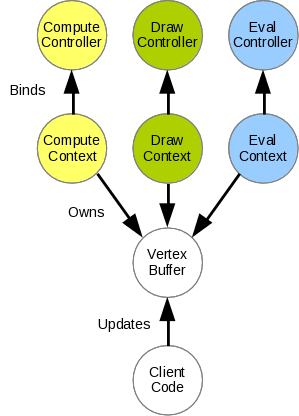 Compute
Controller
Draw
Controller
Eval
Controller
Binds
Compute
Context
Draw
Context
Eval
Context
Owns
Vertex
Buffer
Updates
Client
Code